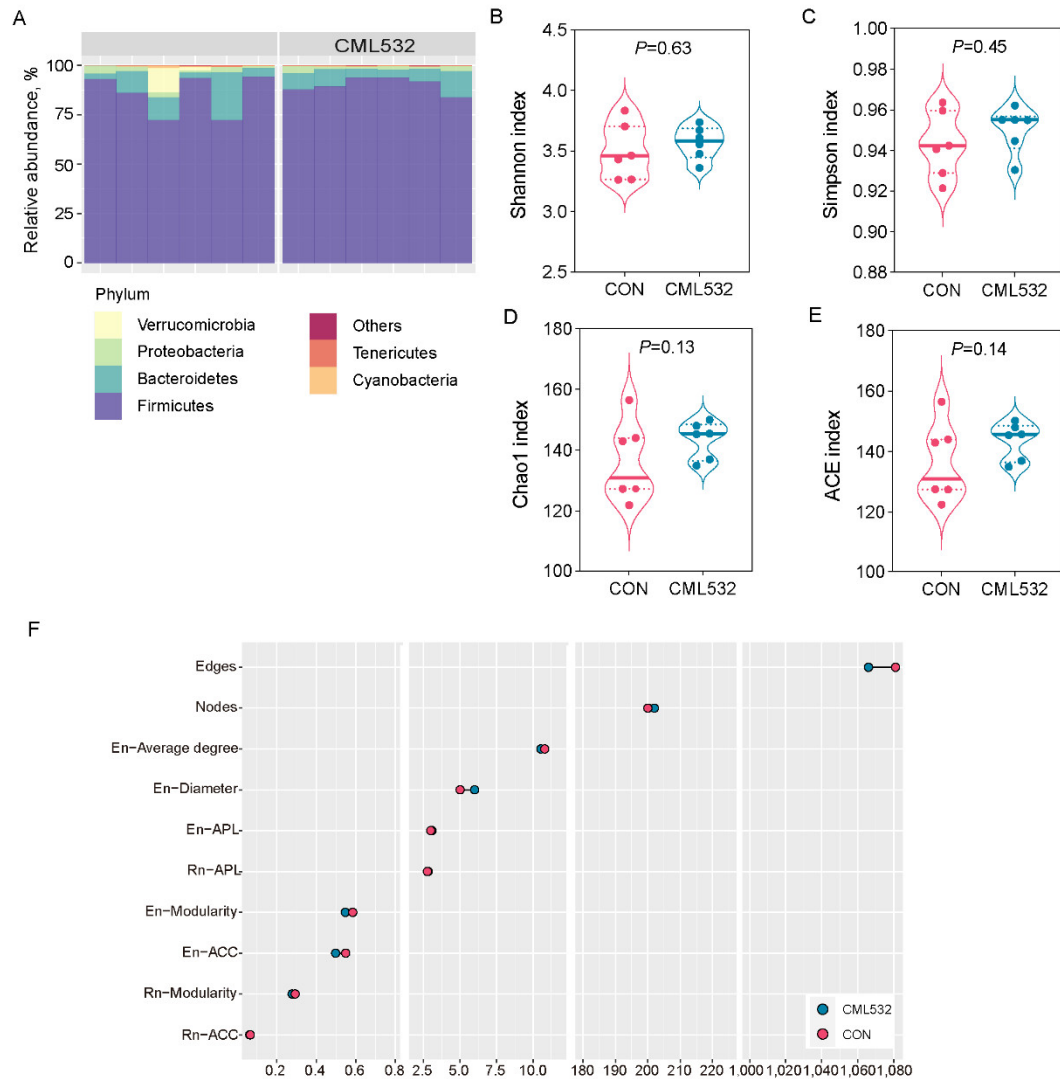 A
CML532
Relative abundance, %
100
75
50
25
0
Phylum
Verrucomicrobia
Proteobacteria
Bacteroidetes
Firmicutes
Others
Tenericutes
Cyanobacteria
B
P=0.63
Shannon index
4.5
4.0
3.5
3.0
2.5
CON CML532
C
P=0.45
Simpson index
1.00
0.98
0.96
0.94
0.92
0.90
0.88
CON CML532
D
P=0.13
Chao1 index
180
160
140
120
100
CON CML532
E
P=0.14
ACE index
180
160
140
120
100
CON CML532
F
Edges
Nodes
En-Average degree
En-Diameter
En-APL
Rn-APL
En-Modularity
En-ACC
Rn-Modularity
Rn-ACC
0.2 0.4 0.6 0.8 2.5 5.0 7.5 10.0 180 190 200 210 220 1,000 1,020 1,040 1,060 1,080
CML532
CON